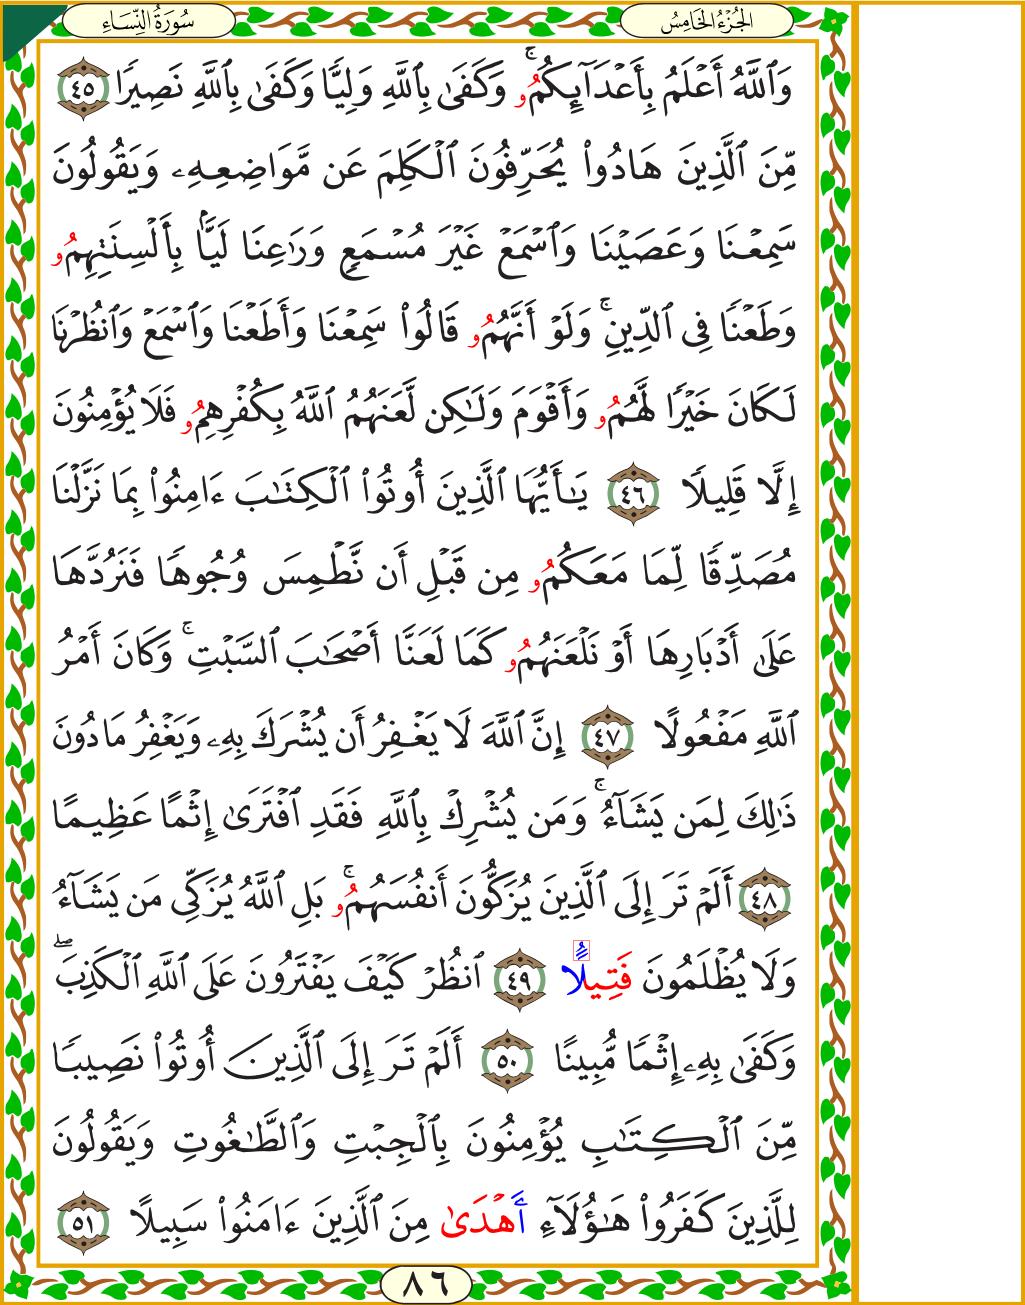 الجُزْءُ الخَامِسُ
سُورَةُ النِّسَاءِ
وَٱللَّهُ أَعۡلَمُ بِأَعۡدَآئِكُمُۥۚ وَكَفَىٰ بِٱللَّهِ وَلِيّٗا وَكَفَىٰ بِٱللَّهِ نَصِيرٗا ٤٥
مِّنَ ٱلَّذِينَ هَادُواْ يُحَرِّفُونَ ٱلۡكَلِمَ عَن مَّوَاضِعِهِۦ وَيَقُولُونَ
سَمِعۡنَا وَعَصَيۡنَا وَٱسۡمَعۡ غَيۡرَ مُسۡمَعٖ وَرَٰعِنَا لَيَّۢا بِأَلۡسِنَتِهِمُۥ
وَطَعۡنٗا فِي ٱلدِّينِۚ وَلَوۡ أَنَّهُمُۥ قَالُواْ سَمِعۡنَا وَأَطَعۡنَا وَٱسۡمَعۡ وَٱنظُرۡنَا
لَكَانَ خَيۡرٗا لَّهُمُۥ وَأَقۡوَمَ وَلَٰكِن لَّعَنَهُمُ ٱللَّهُ بِكُفۡرِهِمُۥ فَلَا يُؤۡمِنُونَ
إِلَّا قَلِيلٗا ٤٦ يَٰٓأَيُّهَا ٱلَّذِينَ أُوتُواْ ٱلۡكِتَٰبَ ءَامِنُواْ بِمَا نَزَّلۡنَا
مُصَدِّقٗا لِّمَا مَعَكُمُۥ مِن قَبۡلِ أَن نَّطۡمِسَ وُجُوهٗا فَنَرُدَّهَا
عَلَىٰٓ أَدۡبَارِهَآ أَوۡ نَلۡعَنَهُمُۥ كَمَا لَعَنَّآ أَصۡحَٰبَ ٱلسَّبۡتِۚ وَكَانَ أَمۡرُ
ٱللَّهِ مَفۡعُولًا ٤٧ إِنَّ ٱللَّهَ لَا يَغۡفِرُ أَن يُشۡرَكَ بِهِۦ وَيَغۡفِرُ مَا دُونَ
ذَٰلِكَ لِمَن يَشَآءُۚ وَمَن يُشۡرِكۡ بِٱللَّهِ فَقَدِ ٱفۡتَرَىٰٓ إِثۡمًا عَظِيمًا
٤٨ أَلَمۡ تَرَ إِلَى ٱلَّذِينَ يُزَكُّونَ أَنفُسَهُمُۥۚ بَلِ ٱللَّهُ يُزَكِّي مَن يَشَآءُ
وَلَا يُظۡلَمُونَ فَتِيلًا ٤٩ ٱنظُرۡ كَيۡفَ يَفۡتَرُونَ عَلَى ٱللَّهِ ٱلۡكَذِبَۖ
وَكَفَىٰ بِهِۦٓ إِثۡمٗا مُّبِينًا ٥٠ أَلَمۡ تَرَ إِلَى ٱلَّذِينَ أُوتُواْ نَصِيبٗا
مِّنَ ٱلۡكِتَٰبِ يُؤۡمِنُونَ بِٱلۡجِبۡتِ وَٱلطَّٰغُوتِ وَيَقُولُونَ
لِلَّذِينَ كَفَرُواْ هَٰٓؤُلَآءِ أَهۡدَىٰ مِنَ ٱلَّذِينَ ءَامَنُواْ سَبِيلًا ٥١
٨٦